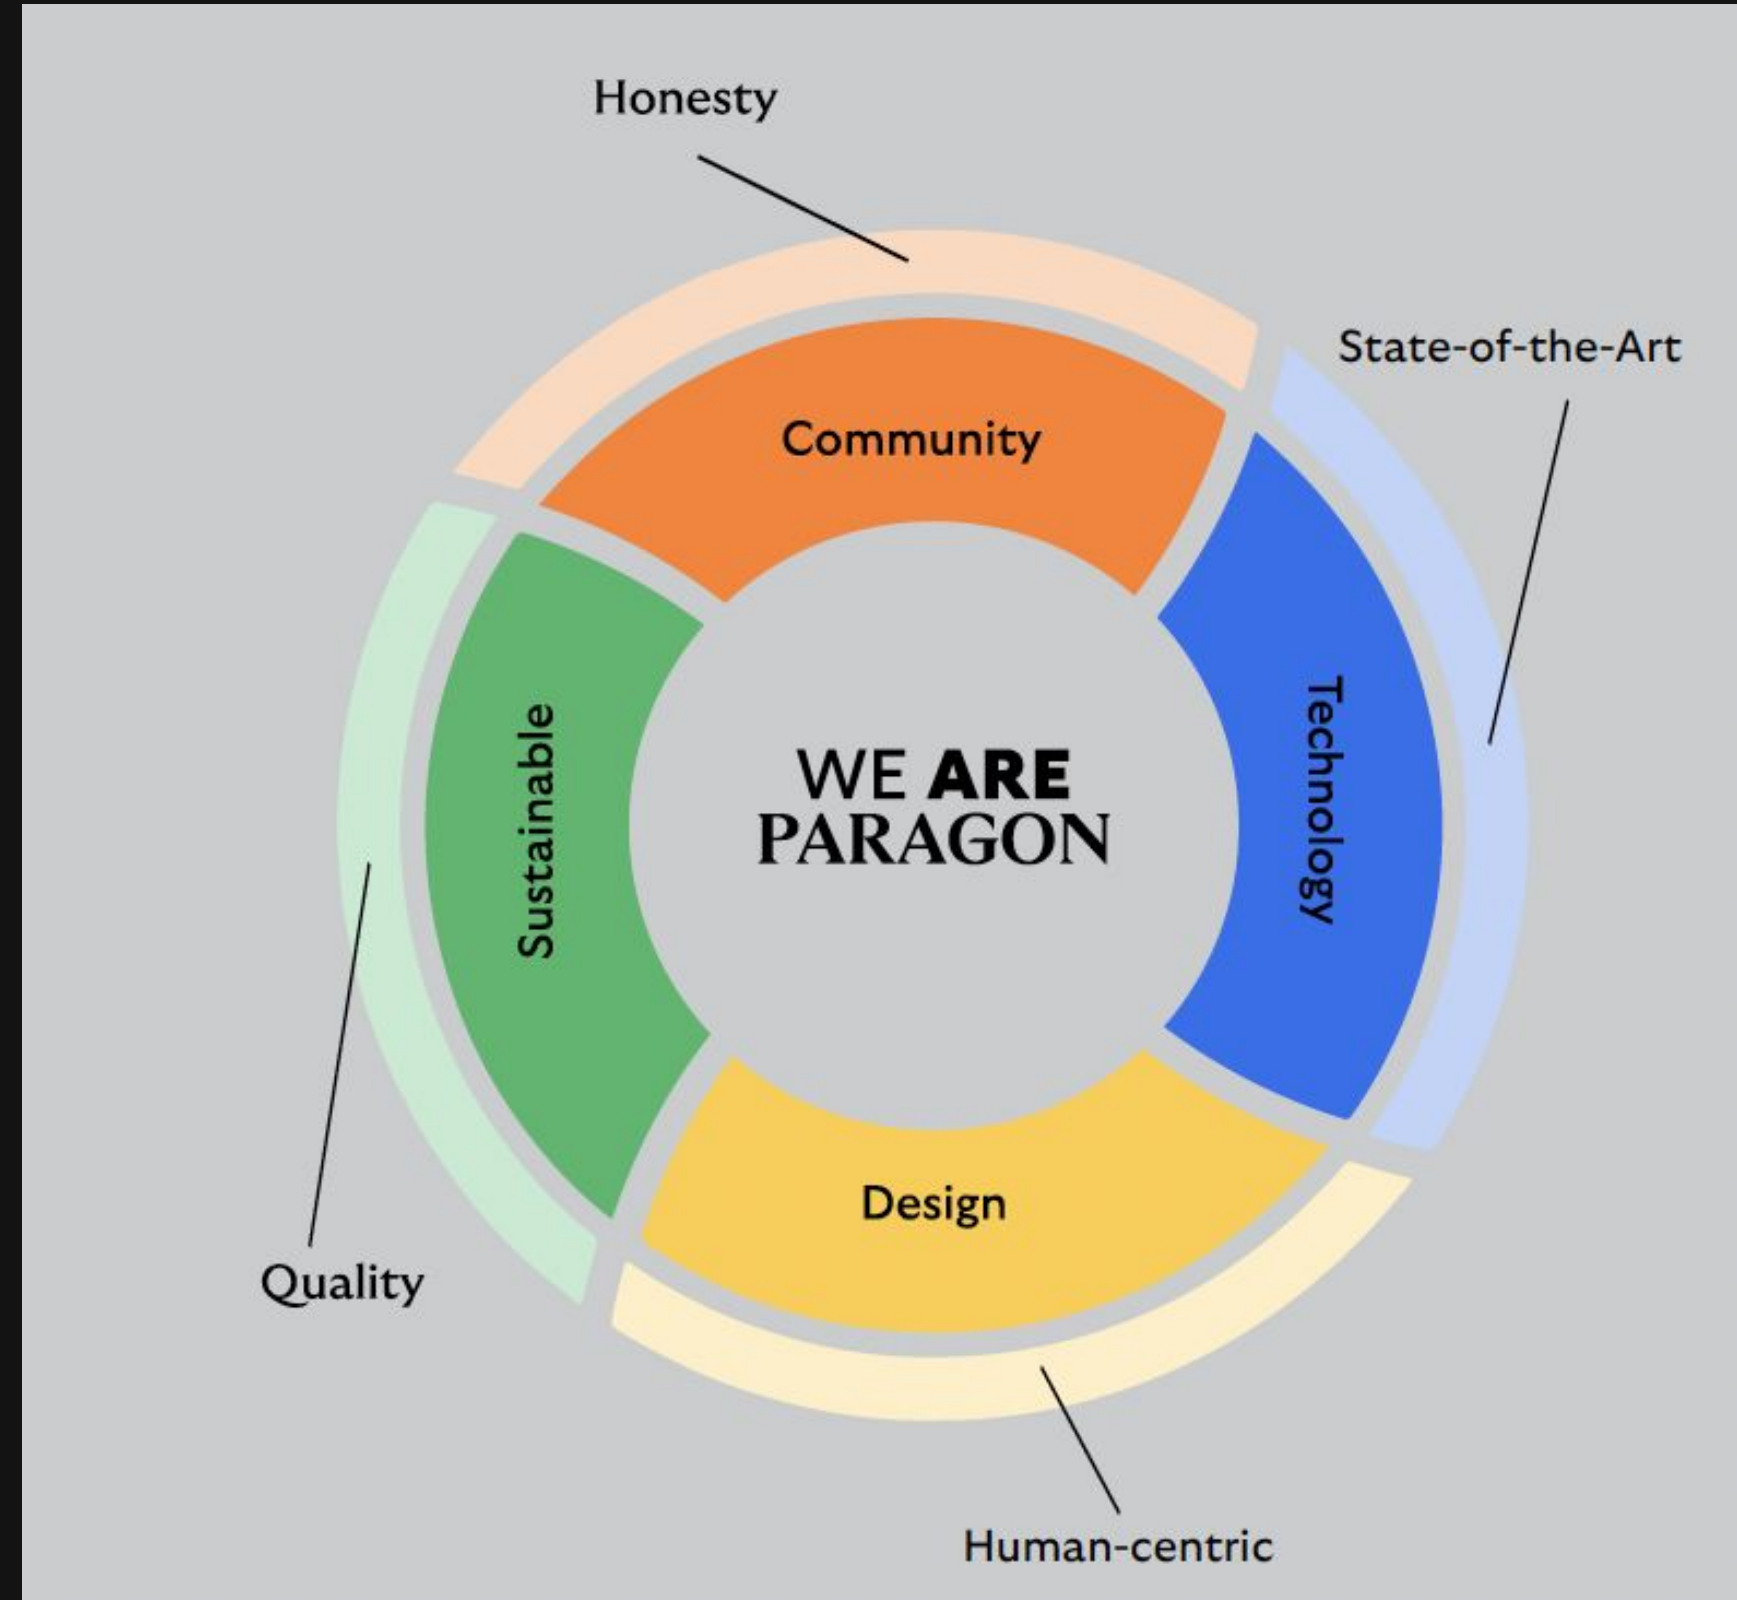 Honesty
State-of-the-Art
Community
Technology
Sustainable
WE ARE
PARAGON
Design
Quality
Human-centric